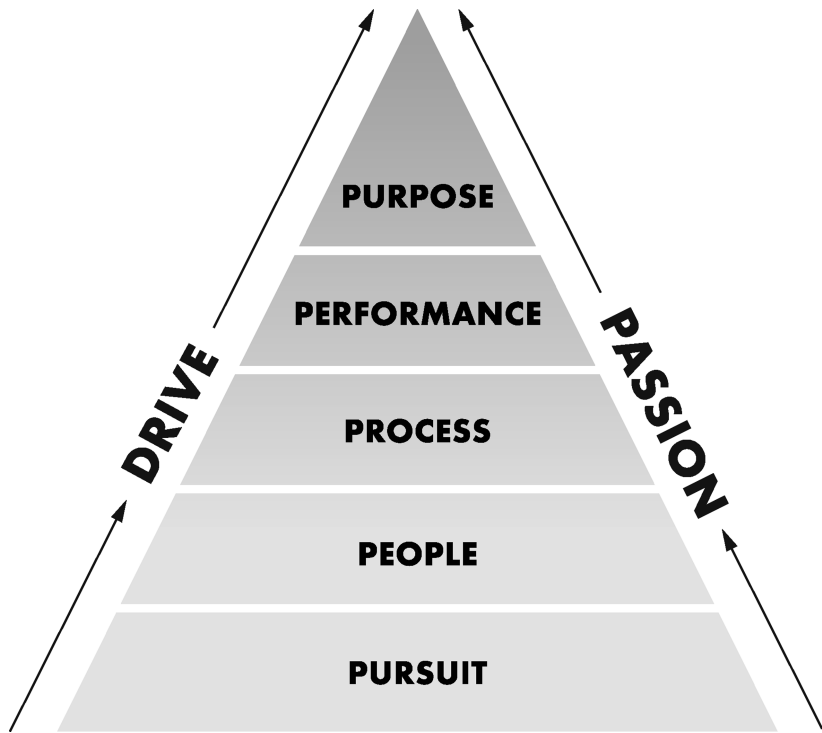 PURPOSE
PERFORMANCE
PROCESS
PEOPLE
PURSUIT
DRIVE
PASSION